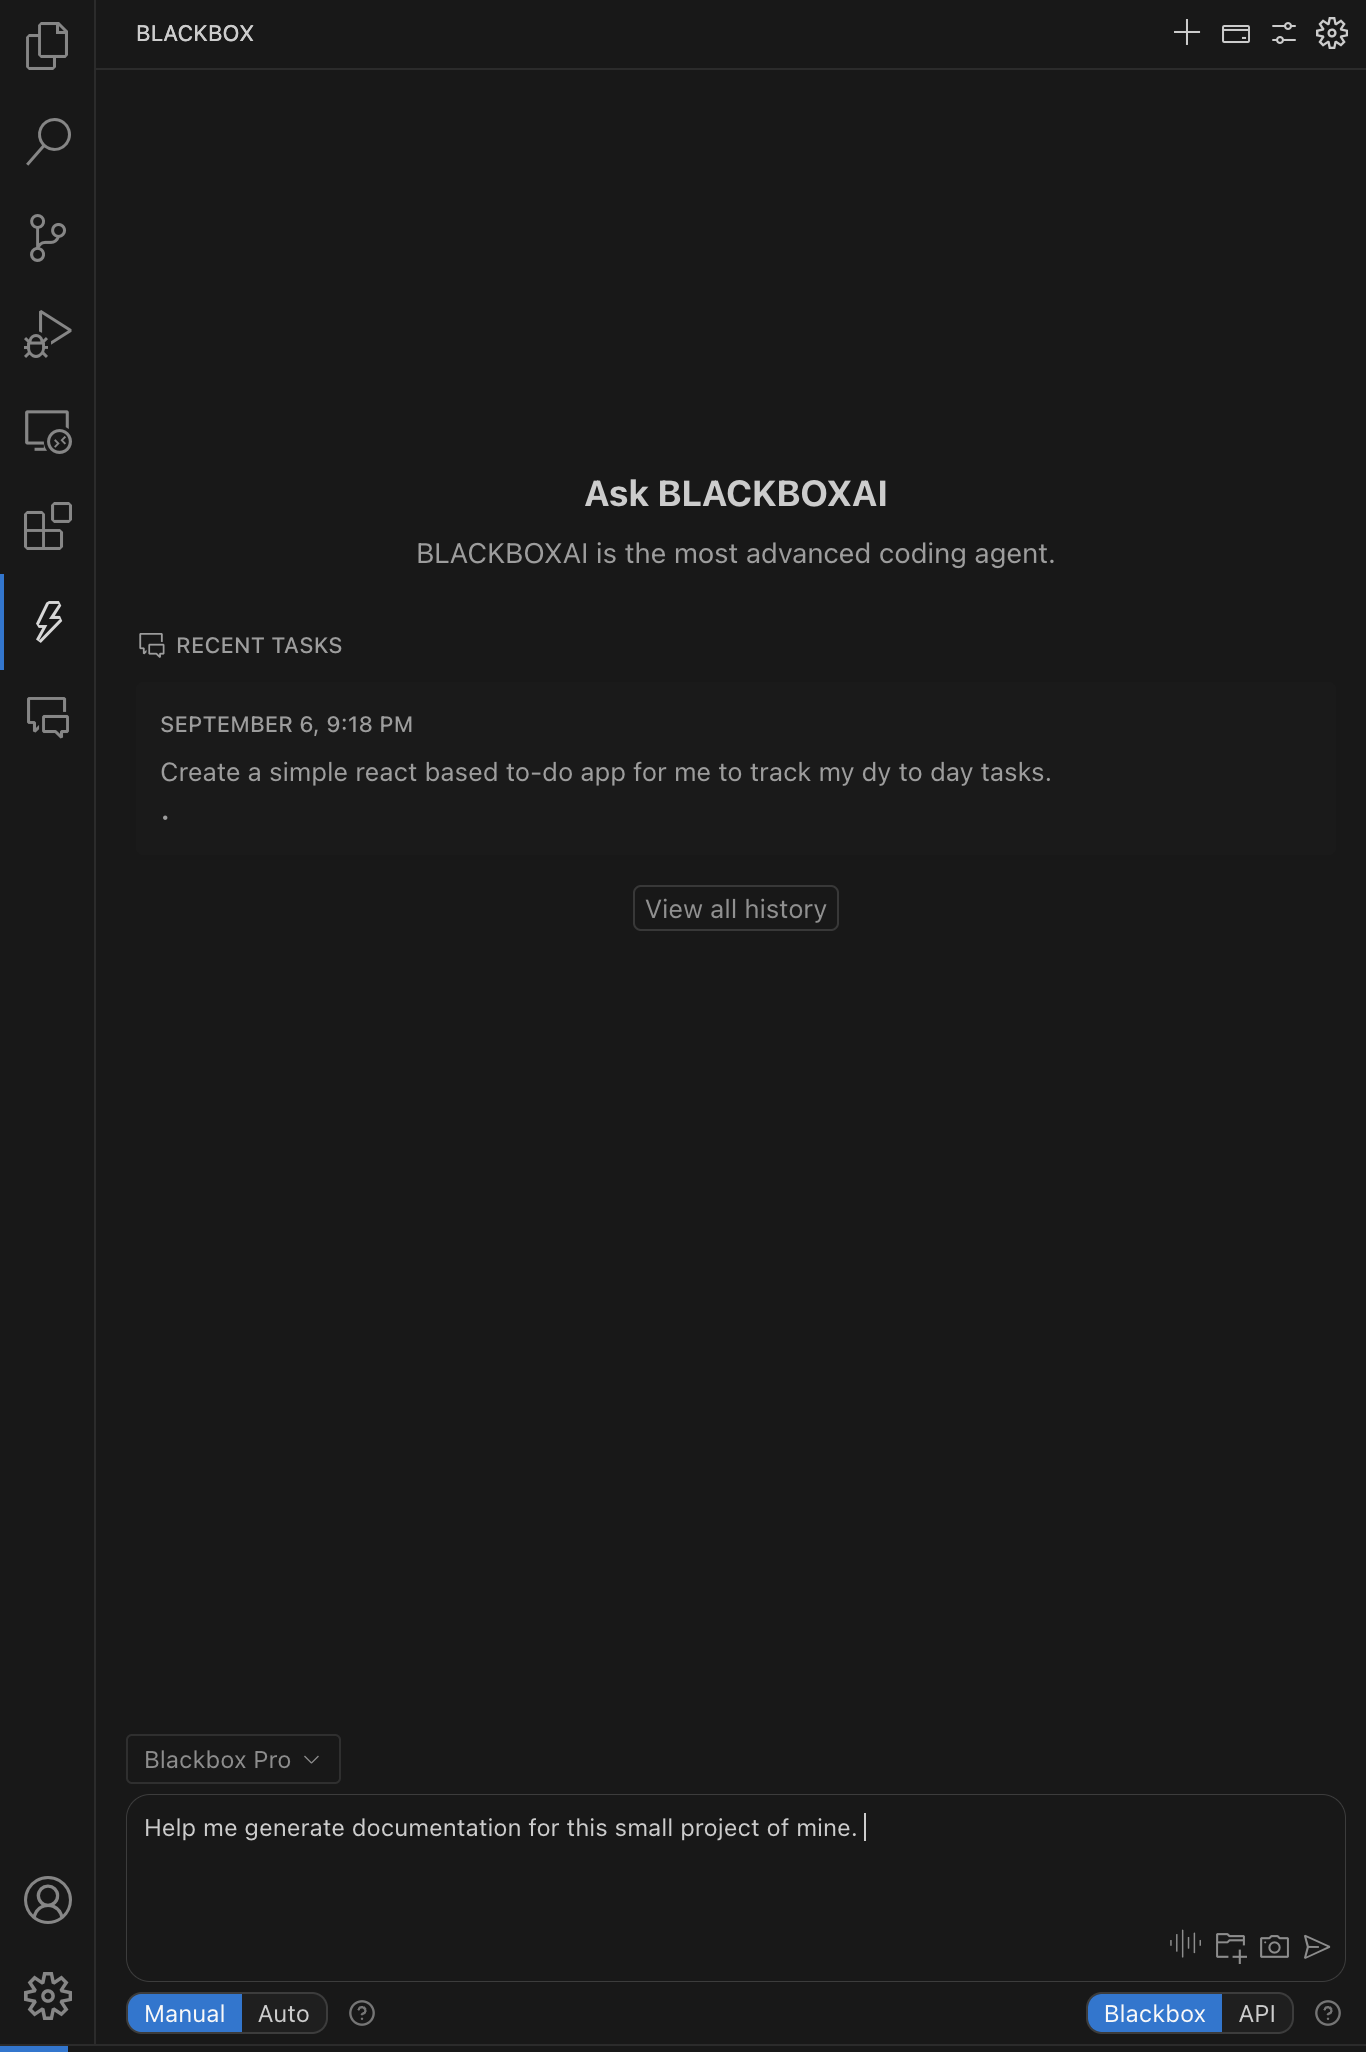 BLACKBOX
Ask BLACKBOXAI
BLACKBOXAI is the most advanced coding agent.
RECENT TASKS
SEPTEMBER 6, 9:18 PM
Create a simple react based to-do app for me to track my dy to day tasks.
.
View all history
Blackbox Pro
Help me generate documentation for this small project of mine.
Manual Auto
Blackbox API